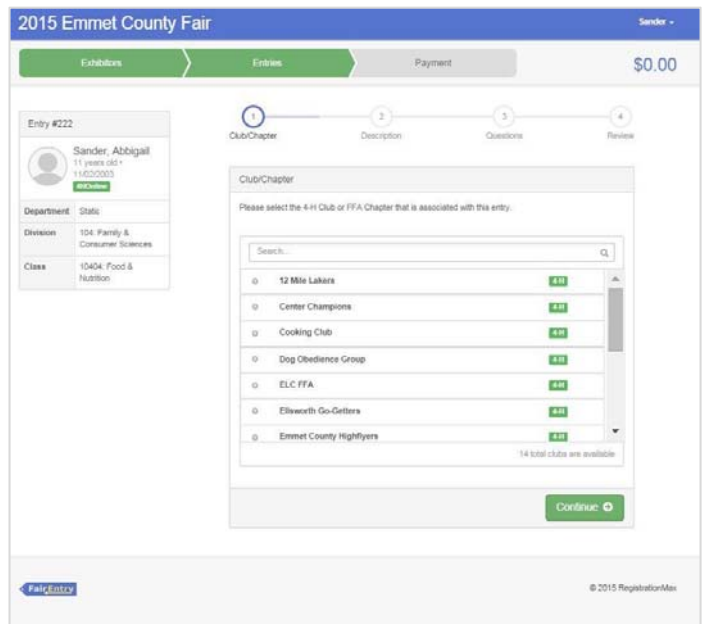 2015 Emmet County Fair
Sander
Exhibitors
Entries
Payment
$0.00
Entry #222
Sander, Abbigail
11 years old •
11/02/2003
4HOnline
Department Static
Division 104: Family &
Consumer Sciences
Class 10404: Food &
Nutrition
1
2
3
4
Club/Chapter
Description
Questions
Review
Club/Chapter
Please select the 4-H Club or FFA Chapter that is associated with this entry.
Search...
12 Mile Lakers 4-H
Center Champions 4-H
Cooking Club 4-H
Dog Obedience Group 4-H
ELC FFA 4-H
Ellsworth Go-Getters 4-H
Emmet County Highflyers 4-H
14 total clubs are available
Continue
FairEntry
© 2015 RegistrationMax